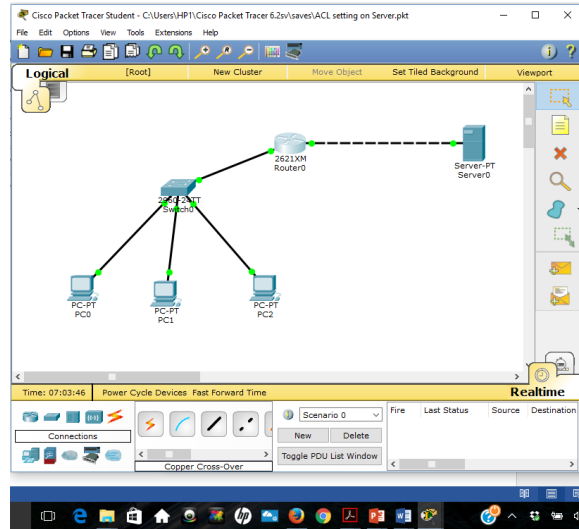 Cisco Packet Tracer Student - C:\Users\HP1\Cisco Packet Tracer 6.2sv\saves\ACL setting on Server.pkt
File Edit Options View Tools Extensions Help
Logical [Root] New Cluster Move Object Set Tiled Background Viewport
2621XM
Router0
Server-PT
Server0
2960-24TT
Switch0
PC-PT
PC0
PC-PT
PC1
PC-PT
PC2
Time: 07:03:46 Power Cycle Devices Fast Forward Time Realtime
Connections
Copper Cross-Over
Scenario 0
New Delete
Toggle PDU List Window
Fire Last Status Source Destination